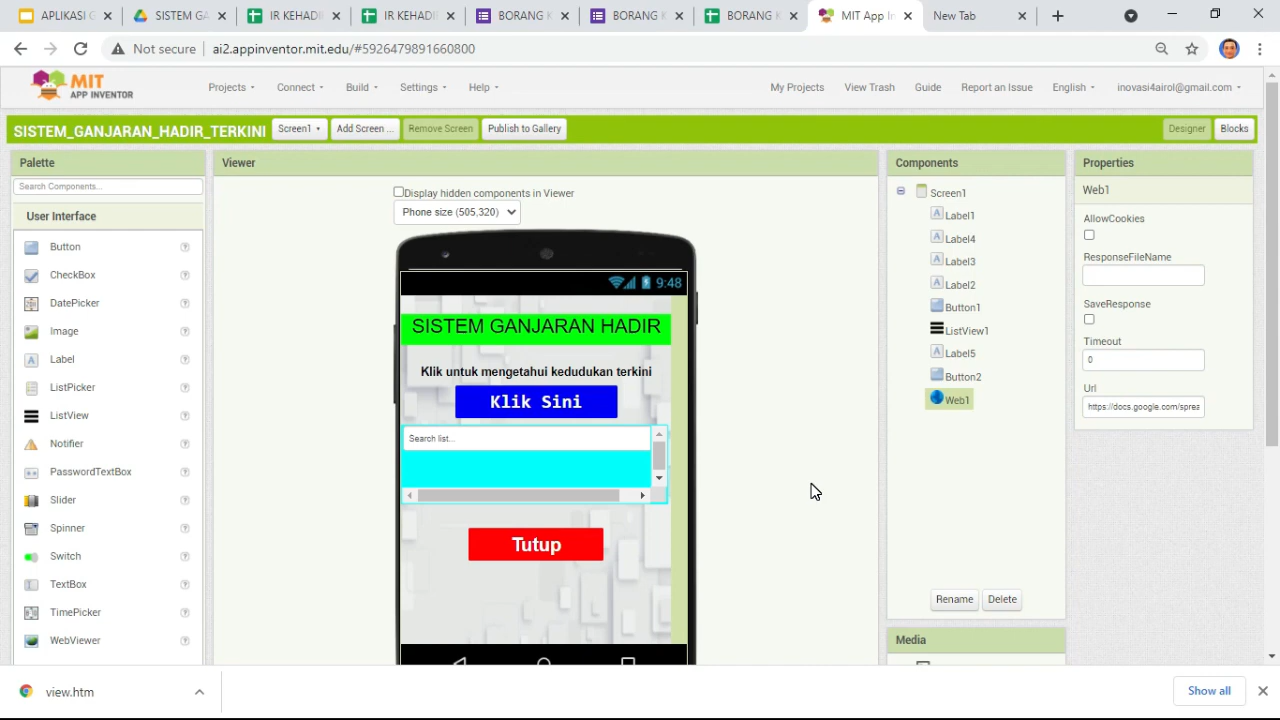 APLIKASI G
SISTEM GA
IR KEHADI
IR KEHADIF
BORANG K
BORANG K
BORANG K
MIT App In
New Tab
Not secure
ai2.appinventor.mit.edu/#5926479891660800
MIT
APP INVENTOR
Projects
Connect
Build
Settings
Help
My Projects
View Trash
Guide
Report an Issue
English
inovasi4airol@gmail.com
SISTEM_GANJARAN_HADIR_TERKINI
Screen1
Add Screen ...
Remove Screen
Publish to Gallery
Designer
Blocks
Palette
Search Components...
User Interface
Button
CheckBox
DatePicker
Image
Label
ListPicker
ListView
Notifier
PasswordTextBox
Slider
Spinner
Switch
TextBox
TimePicker
WebViewer
Viewer
Display hidden components in Viewer
Phone size (505,320)
9:48
SISTEM GANJARAN HADIR
Klik untuk mengetahui kedudukan terkini
Klik Sini
Search list...
Tutup
Components
Screen1
Label1
Label4
Label3
Label2
Button1
ListView1
Label5
Button2
Web1
Rename
Delete
Media
Properties
Web1
AllowCookies
ResponseFileName
SaveResponse
Timeout
0
Url
https://docs.google.com/sprea
view.htm
Show all